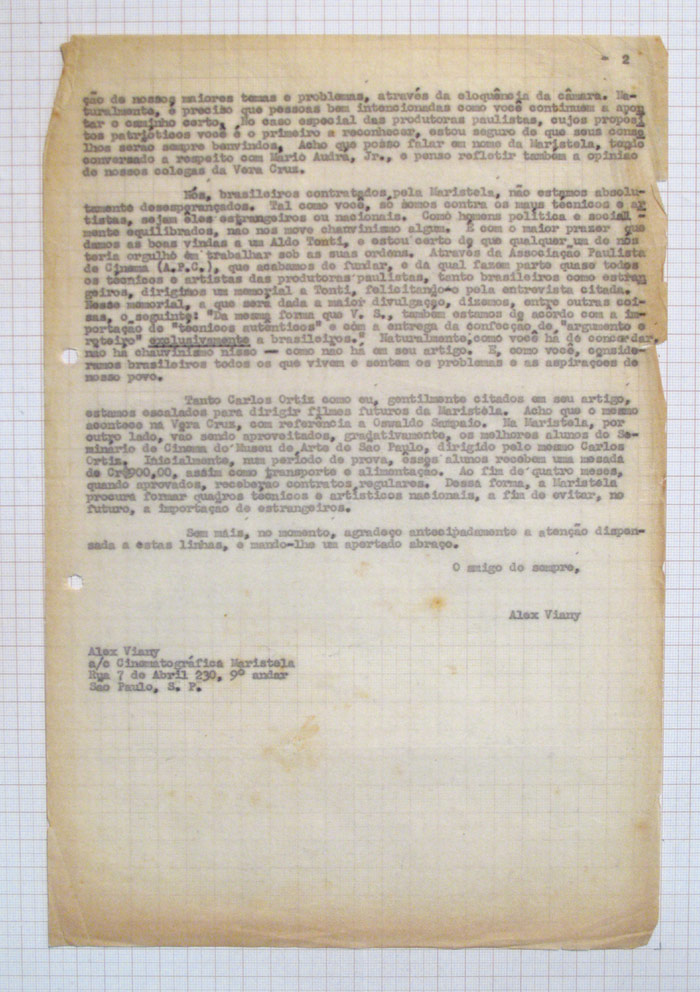 - 2
ção de nossos maiores temas e problemas, através da eloquência da câmara. Na-
turalmente, é preciso que pessoas bem intencionadas como você continuem a apon
tar o caminho certo. No caso especial das produtoras paulistas, cujos proposi
tos patrióticos você é o primeiro a reconhecer, estou seguro de que seus conse
lhos serão sempre benvindos. Acho que posso falar em nome da Maristela, tendo
conversado a respeito com Mário Audrá, Jr., e penso refletir também a opinião
de nossos colegas da Vera Cruz.
Nós, brasileiros contratados pela Maristela, não estamos absolu-
tamente desesperançados. Tal como você, só somos contra os maus técnicos e ar
tistas, sejam êles estrangeiros ou nacionais. Como homens política e social -
mente equilibrados, não nos move chauvinismo algum. É com o maior prazer que
damos as boas vindas a um Aldo Tonti, e estou certo de que qualquer um de nós
teria orgulho em trabalhar sob as suas ordens. Através da Associação Paulista
de Cinema (A.P.C.), que acabamos de fundar, e da qual fazem parte quase todos
os técnicos e artistas das produtoras paulistas, tanto brasileiros como estran
geiros, dirigimos um memorial a Tonti, felicitando-o pela entrevista citada.
Nesse memorial, a que será dada a maior divulgação, dizemos, entre outras coi-
sas, o seguinte: "Da mesma forma que V. S., também estamos de acordo com a im-
portação de "técnicos autênticos" e com a entrega da confecção de "argumento e
roteiro" exclusivamente a brasileiros." Naturalmente, como você há de concordar,
não há chauvinismo nisso — como não há em seu artigo. E, como você, conside-
ramos brasileiros todos os que vivem e sentem os problemas e as aspirações de
nosso povo.
Tanto Carlos Ortiz como eu, gentilmente citados em seu artigo,
estamos escalados para dirigir filmes futuros da Maristela. Acho que o mesmo
acontece na Vera Cruz, com referência a Osvaldo Sampaio. Na Maristela, por
outro lado, vão sendo aproveitados, gradativamente, os melhores alunos do Se-
minário de Cinema do Museu de Arte de São Paulo, dirigido pelo mesmo Carlos
Ortiz. Inicialmente, num período de prova, esses alunos recebem uma mesada
de Cr$900,00, assim como transporte e alimentação. Ao fim de quatro meses,
quando aprovados, receberão contratos regulares. Dessa forma, a Maristela
procura formar quadros técnicos e artísticos nacionais, a fim de evitar, no
futuro, a importação de estrangeiros.
Sem mais, no momento, agradeço antecipadamente a atenção dispen-
sada a estas linhas, e mando-lhe um apertado abraço.
O amigo de sempre,
Alex Viany
Alex Viany
a/c Cinematográfica Maristela
Rua 7 de Abril 230, 9º andar
São Paulo, S. P.